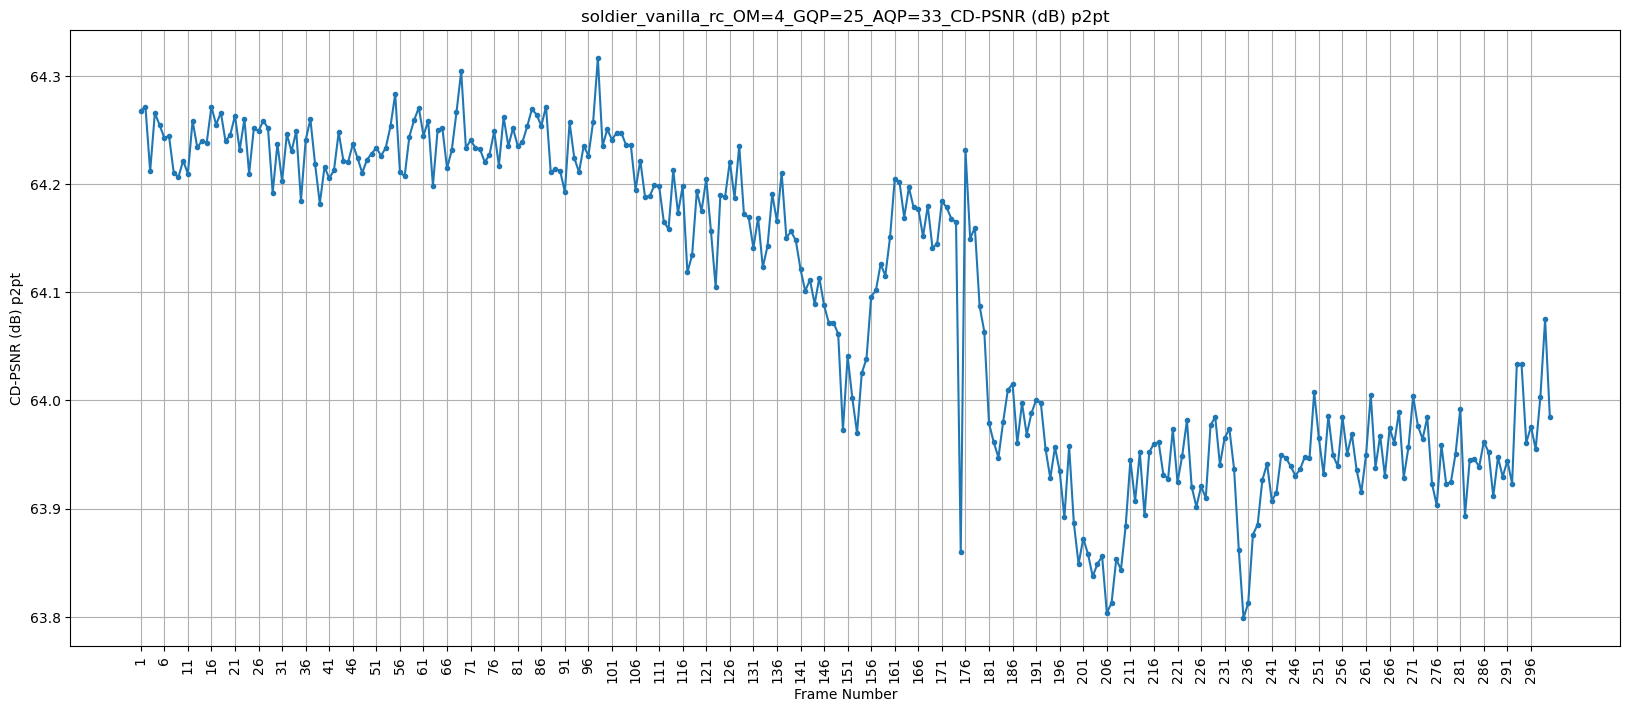 soldier_vanilla_rc_OM=4_GQP=25_AQP=33_CD-PSNR (dB) p2pt
CD-PSNR (dB) p2pt
64.3
64.2
64.1
64.0
63.9
63.8
1 6 11 16 21 26 31 36 41 46 51 56 61 66 71 76 81 86 91 96 101 106 111 116 121 126 131 136 141 146 151 156 161 166 171 176 181 186 191 196 201 206 211 216 221 226 231 236 241 246 251 256 261 266 271 276 281 286 291 296
Frame Number